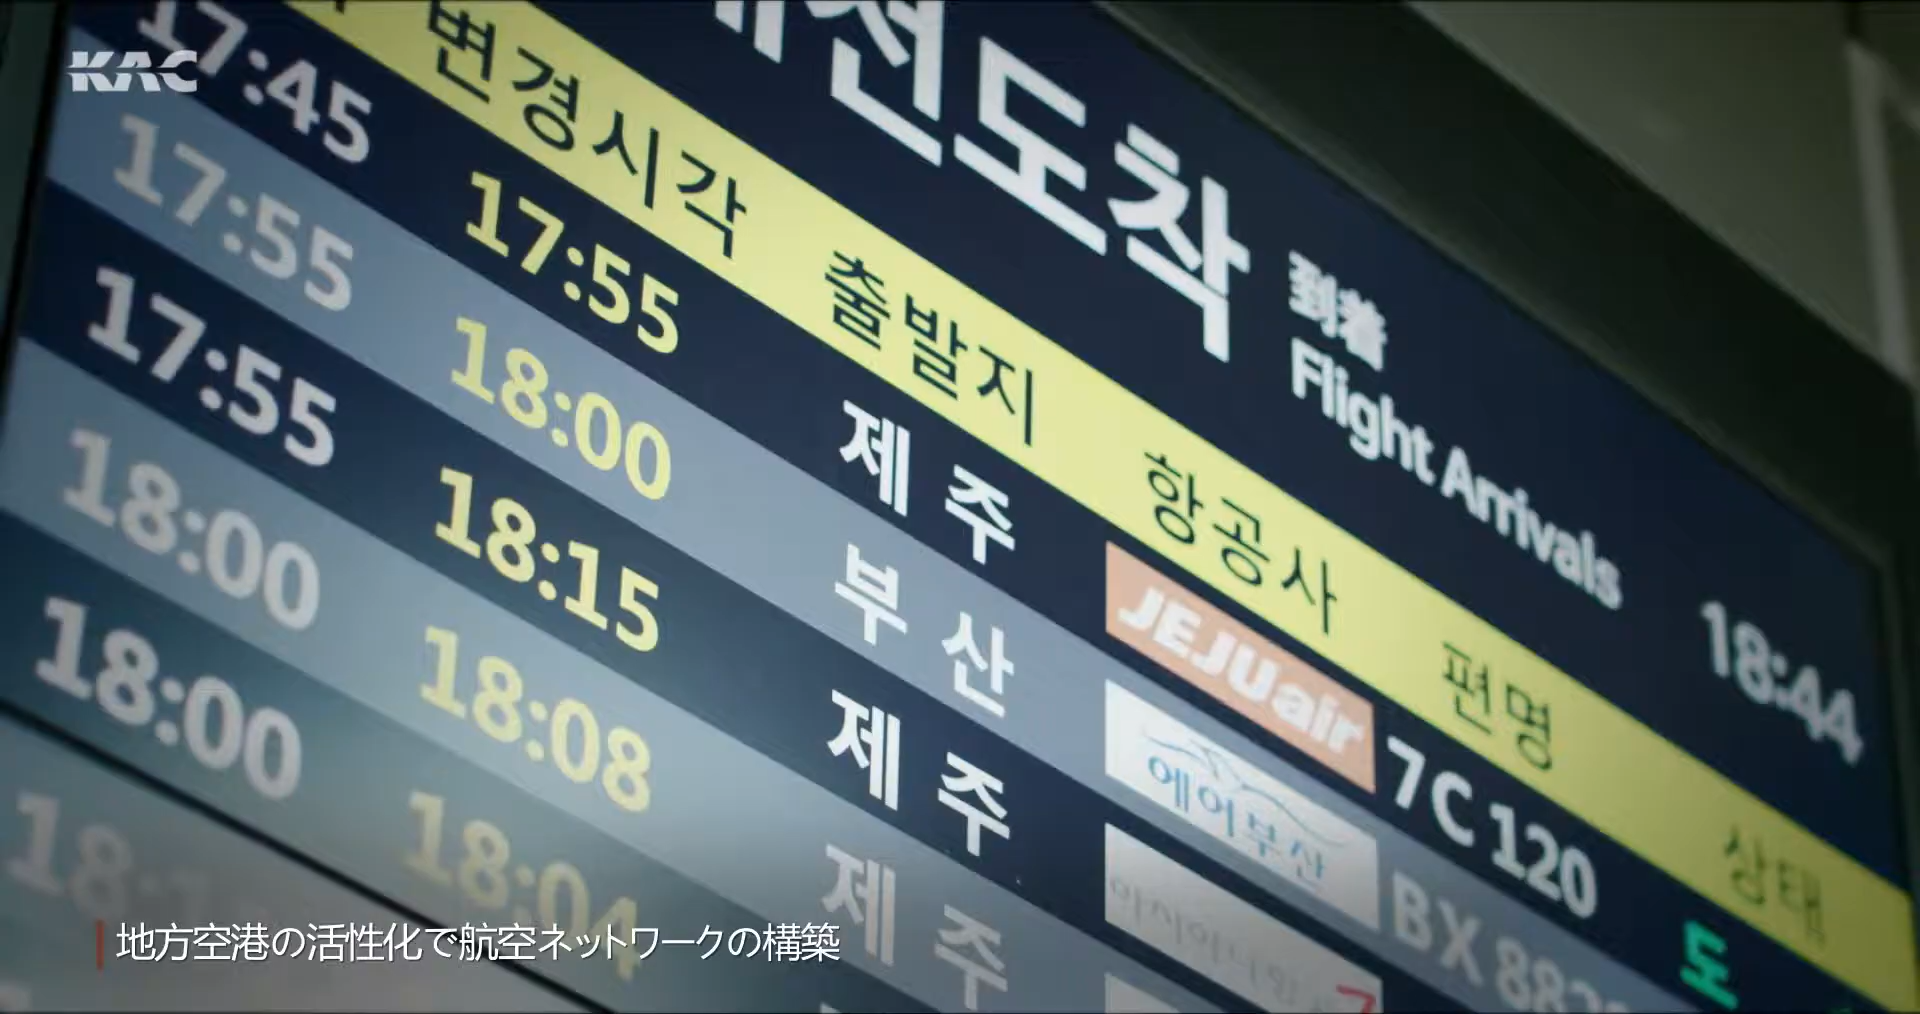 KAC
선도착
到着
Flight Arrivals
18:44
변경시각 출발지 항공사 편명 상태
17:45 17:55 제주 JEJUair 7C 120 도
17:55 18:00 부산 에어부산 BX
17:55 18:15 제주
18:00 18:08 제주
18:00 18:04
地方空港の活性化で航空ネットワークの構築